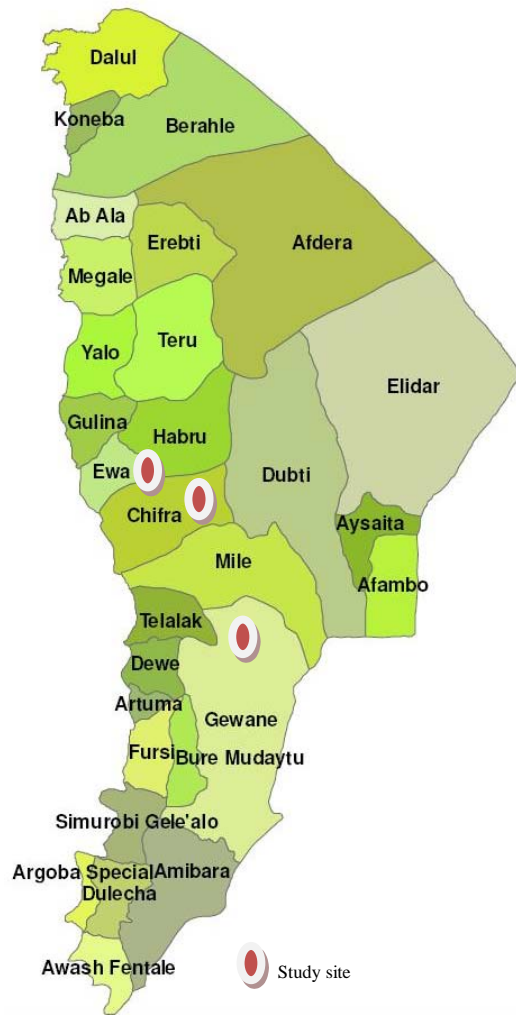 Dalul
Koneba
Berahle
Ab Ala
Erebti
Afdera
Megale
Teru
Yalo
Elidar
Gulina
Habru
Ewa
Dubti
Chifra
Aysaita
Mile
Afambo
Telalak
Dewe
Artuma
Gewane
Fursi
Bure Mudaytu
Simurobi Gele'alo
Argoba Special
Amibara
Dulecha
Awash Fentale
Study site